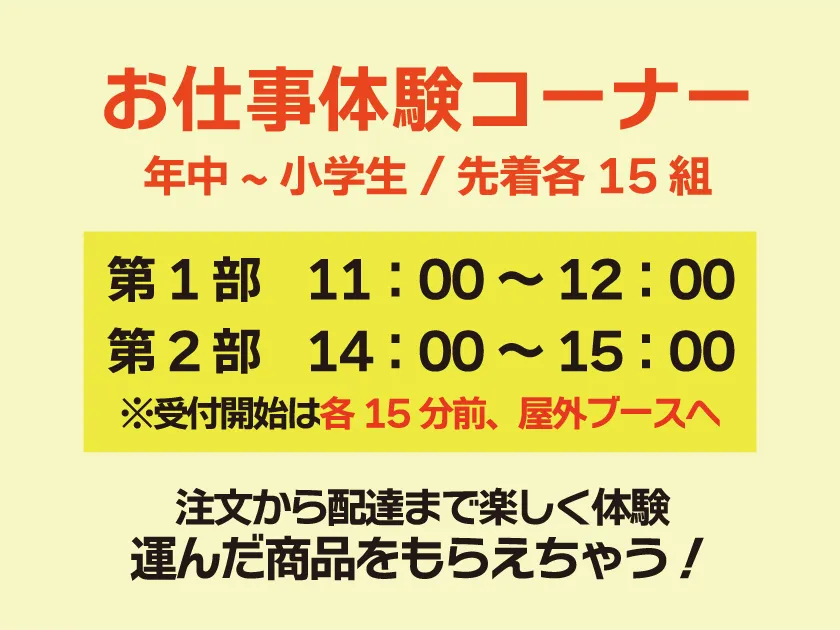 お仕事体験コーナー
年中 ~ 小学生 / 先着各 15 組
第 1 部　11：00 〜 12：00
第 2 部　14：00 〜 15：00
※受付開始は各 15 分前、屋外ブースへ
注文から配達まで楽しく体験
運んだ商品をもらえちゃう！